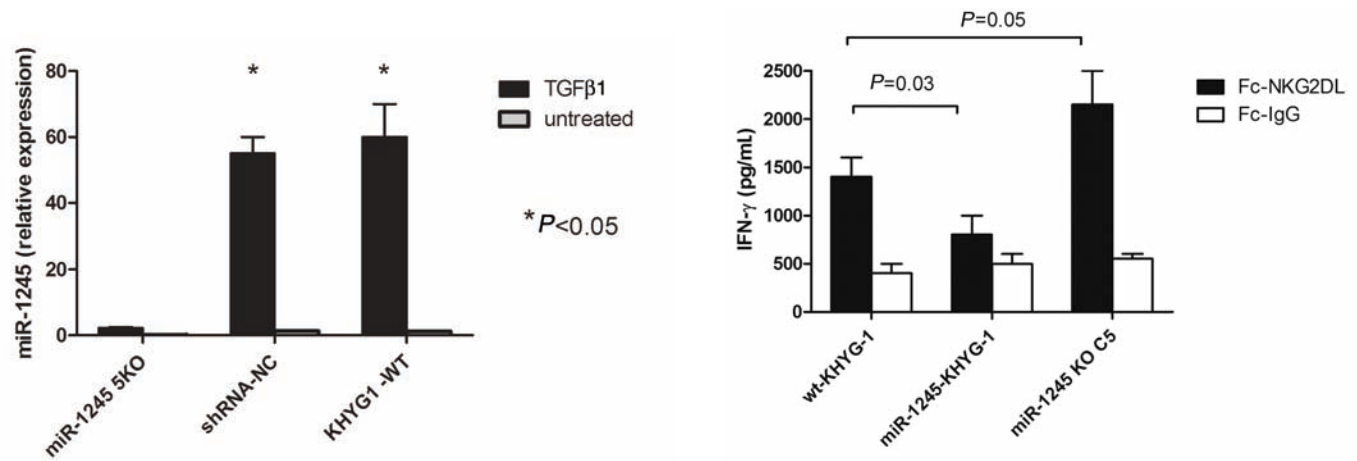 miR-1245 (relative expression)
80
60
40
20
0
*
*
TGFβ1
untreated
*P<0.05
miR-1245 5KO
shRNA-NC
KHYG1 -WT
P=0.05
P=0.03
IFN-γ (pg/mL)
2500
2000
1500
1000
500
0
Fc-NKG2DL
Fc-IgG
wt-KHYG-1
miR-1245-KHYG-1
miR-1245 KO C5